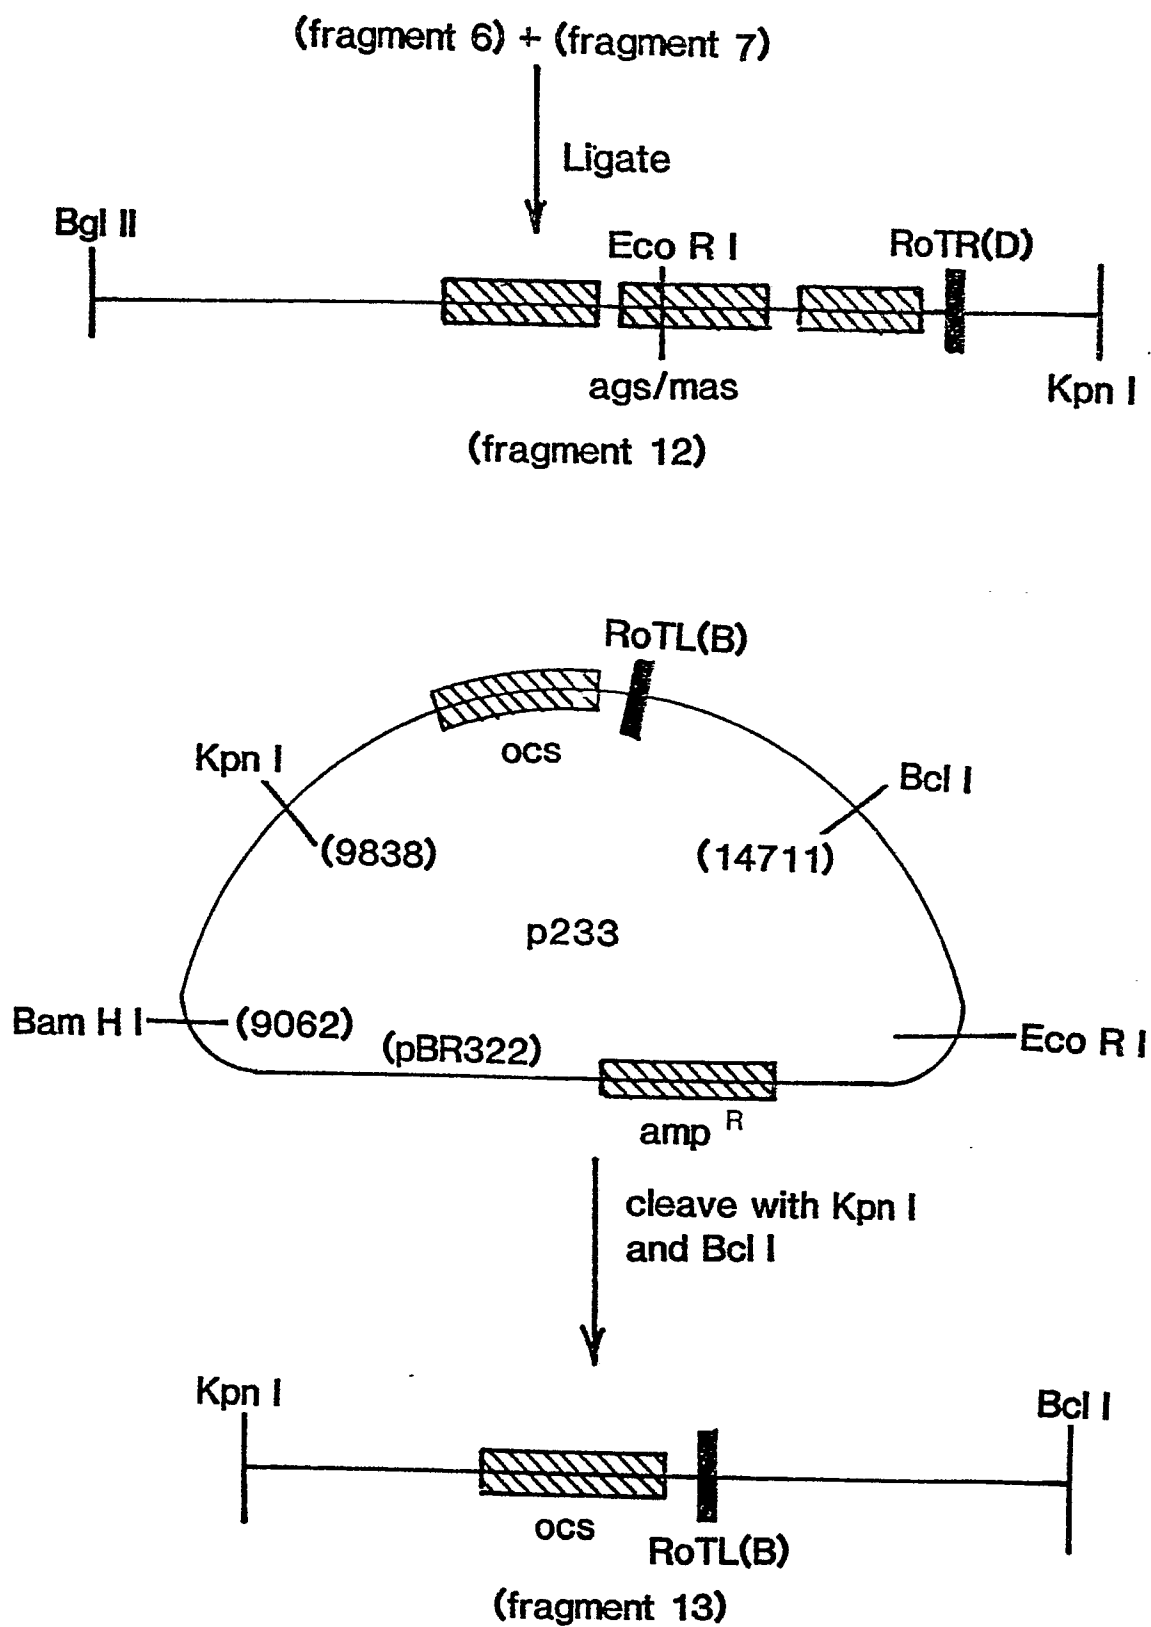 (fragment 6) + (fragment 7)
Ligate
Bgl II
Eco R I
RoTR(D)
ags/mas
Kpn I
(fragment 12)
RoTL(B)
ocs
Kpn I
Bcl I
(9838)
(14711)
p233
Bam H I
(9062)
(pBR322)
Eco R I
amp R
cleave with Kpn I
and Bcl I
Kpn I
Bcl I
ocs
RoTL(B)
(fragment 13)